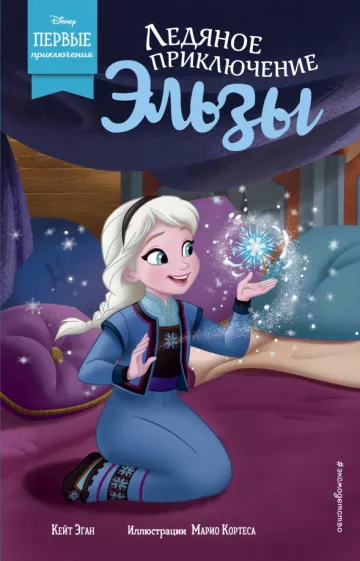 Disney
ПЕРВЫЕ
приключения
ЛЕДЯНОЕ
ПРИКЛЮЧЕНИЕ
ЭЛЬЗЫ
#эксмодетство
Кейт Эган
Иллюстрации Марио Кортеса